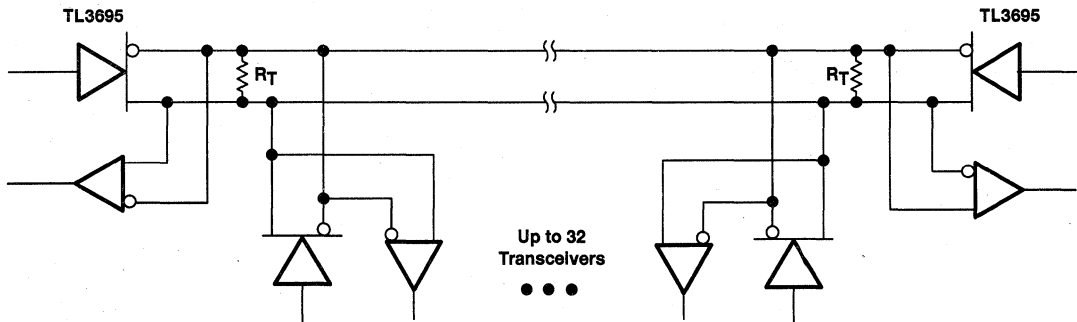 TL3695
TL3695
RT
RT
Up to 32
Transceivers